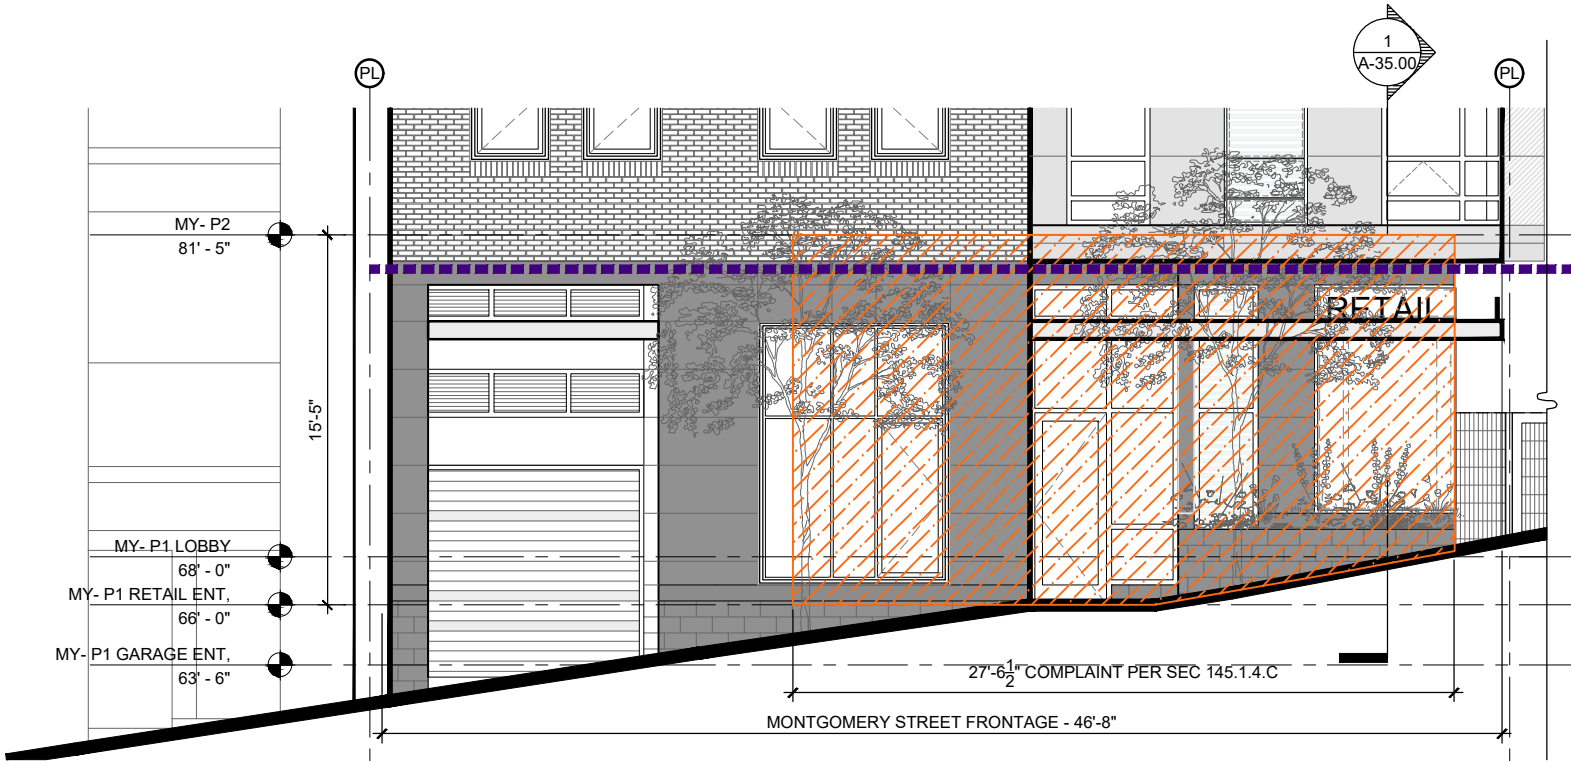 1
A-35.00
PL
PL
MY- P2
81' - 5"
RETAIL
15'-5"
MY- P1 LOBBY
68' - 0"
MY- P1 RETAIL ENT,
66' - 0"
MY- P1 GARAGE ENT,
63' - 6"
27'-6 1/2" COMPLAINT PER SEC 145.1.4.C
MONTGOMERY STREET FRONTAGE - 46'-8"